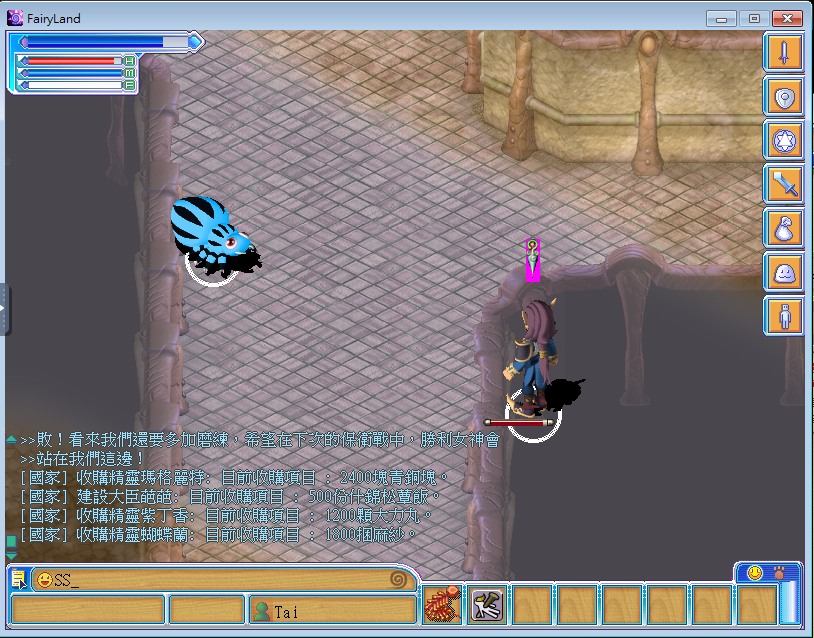 FairyLand
H
M
F
>>敗！看來我們還要多加磨練，希望在下次的保衛戰中，勝利女神會
>>站在我們這邊！
[國家] 收購精靈瑪格麗特: 目前收購項目 : 2400塊青銅塊。
[國家] 建設大臣葩葩: 目前收購項目 : 500份什錦松蕈飯。
[國家] 收購精靈紫丁香: 目前收購項目 : 1200顆大力丸。
[國家] 收購精靈蝴蝶蘭: 目前收購項目 : 1800捆麻紗。
SS_
Tai